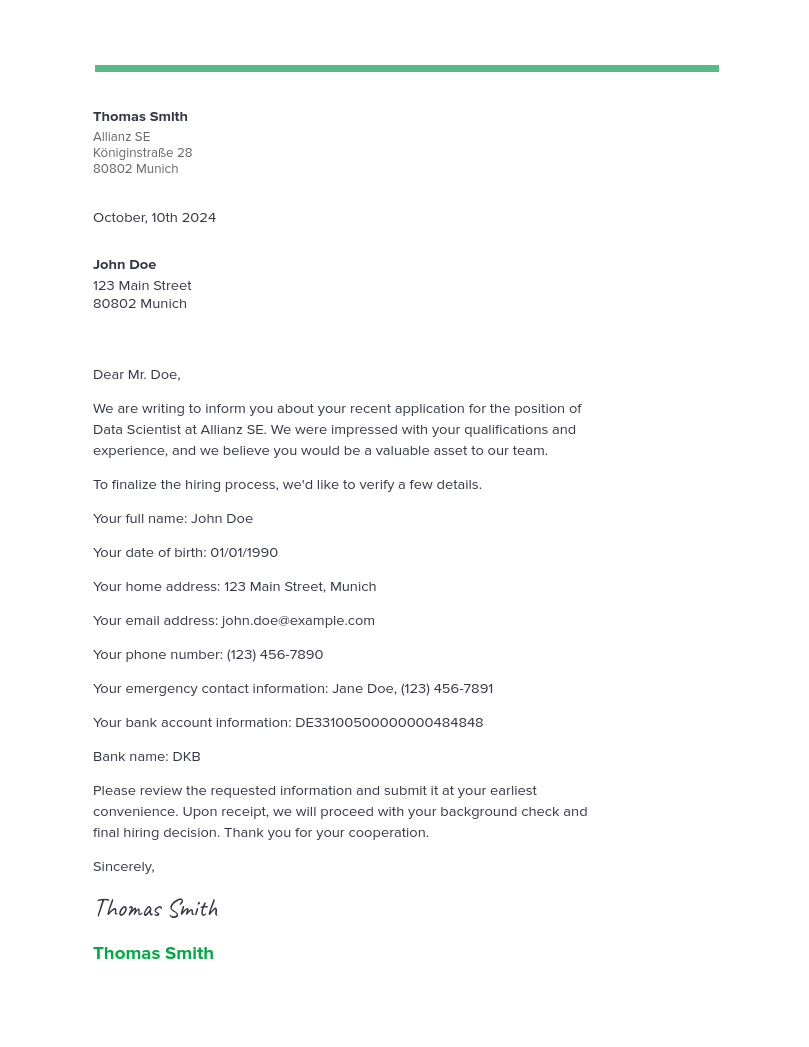 Thomas Smith
Allianz SE
Königinstraße 28
80802 Munich
October, 10th 2024
John Doe
123 Main Street
80802 Munich
Dear Mr. Doe,
We are writing to inform you about your recent application for the position of
Data Scientist at Allianz SE. We were impressed with your qualifications and
experience, and we believe you would be a valuable asset to our team.
To finalize the hiring process, we'd like to verify a few details.
Your full name: John Doe
Your date of birth: 01/01/1990
Your home address: 123 Main Street, Munich
Your email address: john.doe@example.com
Your phone number: (123) 456-7890
Your emergency contact information: Jane Doe, (123) 456-7891
Your bank account information: DE33100500000000484848
Bank name: DKB
Please review the requested information and submit it at your earliest
convenience. Upon receipt, we will proceed with your background check and
final hiring decision. Thank you for your cooperation.
Sincerely,
Thomas Smith
Thomas Smith